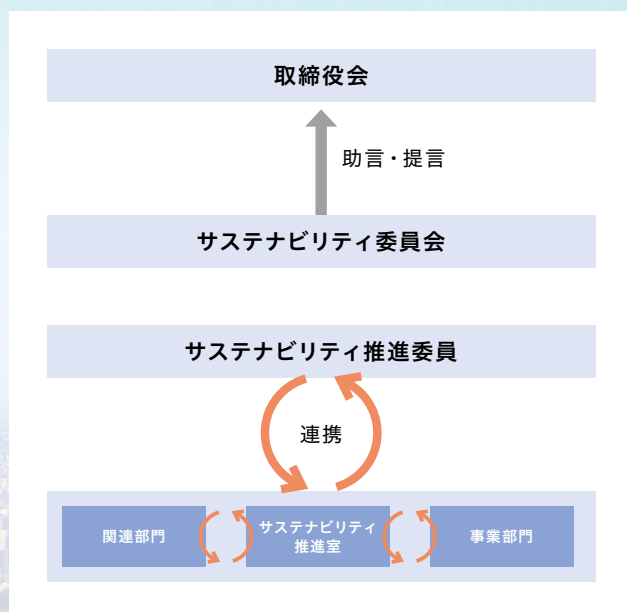 取締役会
助言・提言
サステナビリティ委員会
サステナビリティ推進委員
連携
関連部門
サステナビリティ
推進室
事業部門